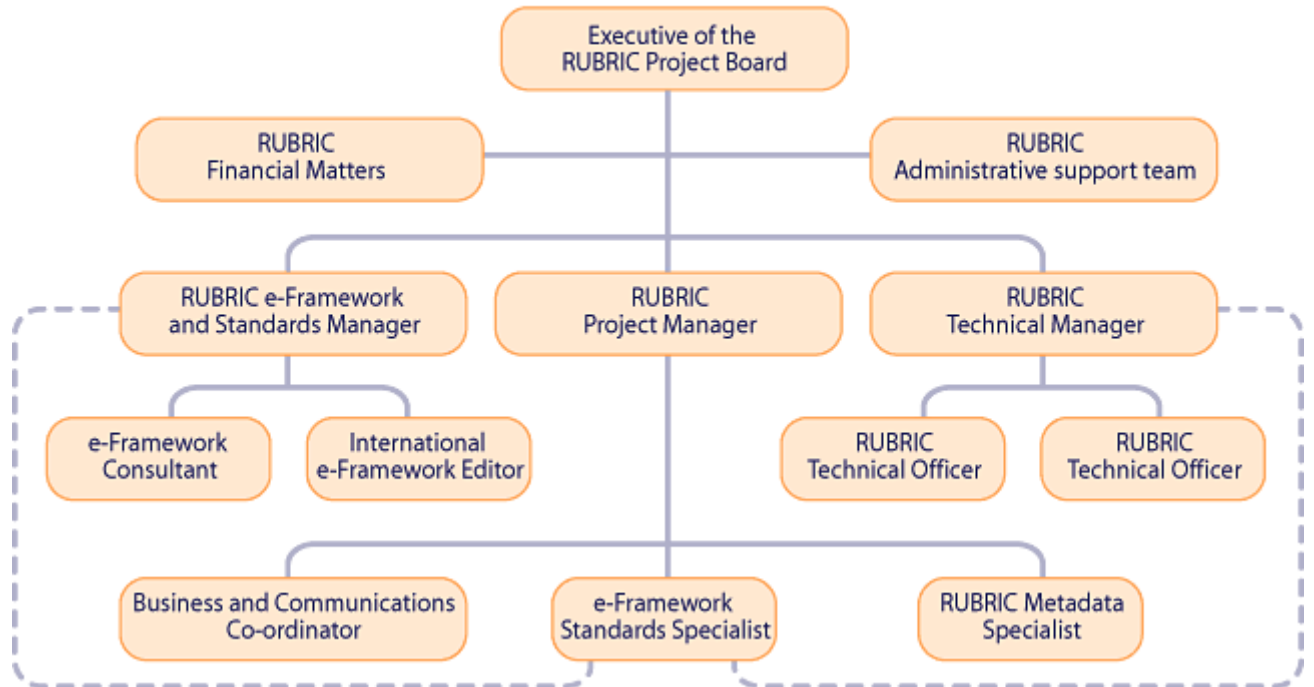 Executive of the
RUBRIC Project Board
RUBRIC
Financial Matters
RUBRIC
Administrative support team
RUBRIC e-Framework
and Standards Manager
RUBRIC
Project Manager
RUBRIC
Technical Manager
e-Framework
Consultant
International
e-Framework Editor
RUBRIC
Technical Officer
RUBRIC
Technical Officer
Business and Communications
Co-ordinator
e-Framework
Standards Specialist
RUBRIC Metadata
Specialist